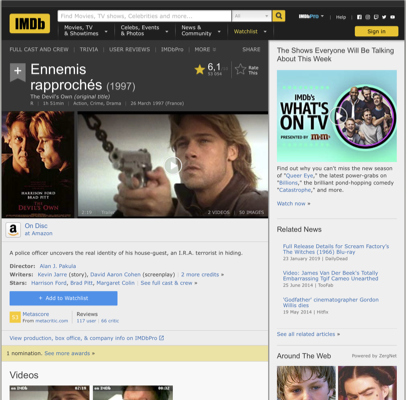 IMDb
Find Movies, TV shows, Celebrities and more...
All
IMDbPro
Help
Movies, TV
& Showtimes
Celebs, Events
& Photos
News &
Community
Watchlist
Sign in
FULL CAST AND CREW | TRIVIA | USER REVIEWS | IMDbPro | MORE
SHARE
Ennemis
rapprochés (1997)
The Devil's Own (original title)
R | 1h 51min | Action, Crime, Drama | 26 March 1997 (France)
6,1
Rate
This
HARRISON BRAD
FORD PITT
THE DEVIL'S OWN
2 VIDEOS | 50 IMAGES
On Disc
at Amazon
A police officer uncovers the real identity of his house-guest, an I.R.A. terrorist in hiding.
Director: Alan J. Pakula
Writers: Kevin Jarre (story), David Aaron Cohen (screenplay) | 2 more credits »
Stars: Harrison Ford, Brad Pitt, Margaret Colin | See full cast & crew »
+ Add to Watchlist
Metascore
From metacritic.com
Reviews
117 user | 66 critic
View production, box office, & company info on IMDbPro
1 nomination. See more awards »
Videos
The Shows Everyone Will Be Talking
About This Week
IMDb's
WHAT'S
ON TV
PRESENTED BY
Find out why you can't miss the new season
of "Queer Eye," the latest power-grabs on
"Billions," the brilliant pond-hopping comedy
"Catastrophe," and more.
Watch now »
Related News
Full Release Details for Scream Factory's
The Witches (1966) Blu-ray
23 January 2019 | DailyDead
Video: James Van Der Beek's Totally
Embarrassing Tgif Cameo Unearthed
25 June 2014 | TooFab
'Godfather' cinematographer Gordon
Willis dies
19 May 2014 | Hitfix
See all related articles »
Around The Web
Powered by ZergNet